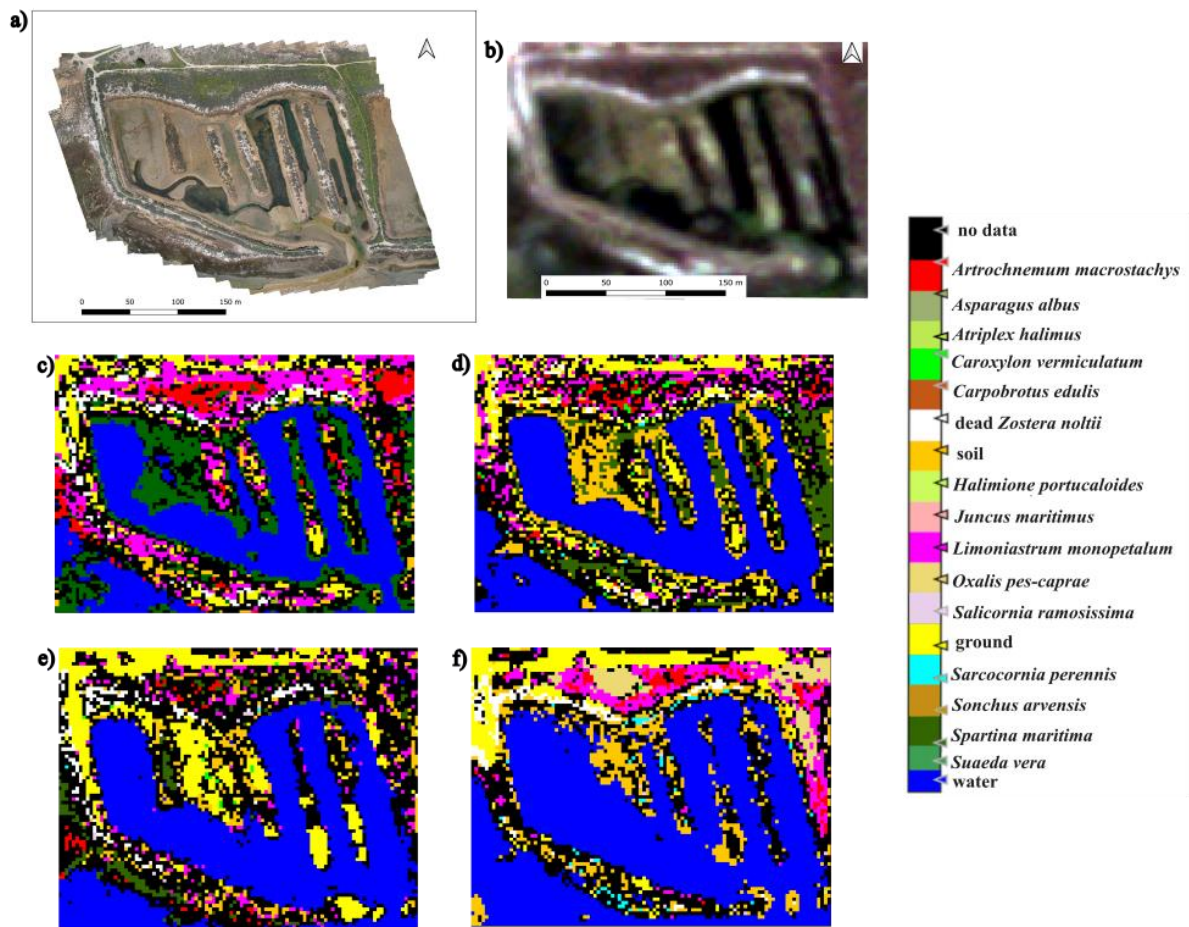 a)
b)
0 50 100 150 m
0 50 100 150 m
no data
Artrochnemum macrostachys
Asparagus albus
Atriplex halimus
Caroxylon vermiculatum
Carpobrotus edulis
dead Zostera noltii
soil
Halimione portucaloides
Juncus maritimus
Limoniastrum monopetalum
Oxalis pes-caprae
Salicornia ramosissima
ground
Sarcocornia perennis
Sonchus arvensis
Spartina maritima
Suaeda vera
water
c)
d)
e)
f)